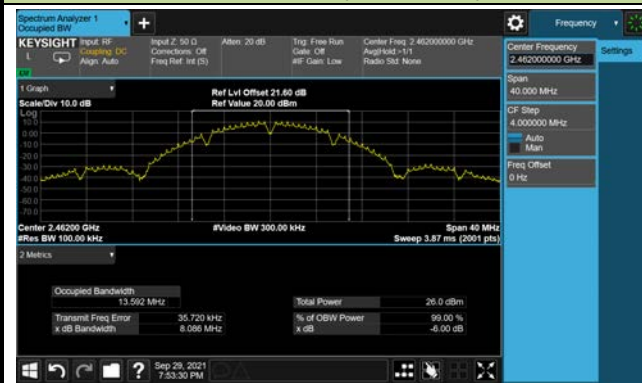 Spectrum Analyzer 1
Occupied BW
+
Frequency
KEYSIGHT
L
Input: RF
Coupling: DC
Align: Auto
Input Z: 50 Ω
Corrections: Off
Freq Ref: Int (S)
Atten: 20 dB
Trig: Free Run
Gate: Off
#IF Gain: Low
Center Freq: 2.462000000 GHz
Avg|Hold:>1/1
Radio Std: None
Center Frequency
2.462000000 GHz
Settings
Span
40.000 MHz
CF Step
4.000000 MHz
Auto
Man
Freq Offset
0 Hz
1 Graph
Scale/Div 10.0 dB
Ref Lvl Offset 21.60 dB
Ref Value 20.00 dBm
Log
10.0
0.00
-10.0
-20.0
-30.0
-40.0
-50.0
-60.0
-70.0
Center 2.46200 GHz
#Res BW 100.00 kHz
#Video BW 300.00 kHz
Span 40 MHz
Sweep 3.87 ms (2001 pts)
2 Metrics
Occupied Bandwidth
13.592 MHz
Total Power 26.0 dBm
Transmit Freq Error 35.720 kHz
% of OBW Power 99.00 %
x dB Bandwidth 8.086 MHz
x dB -6.00 dB
?
Sep 29, 2021
7:53:30 PM